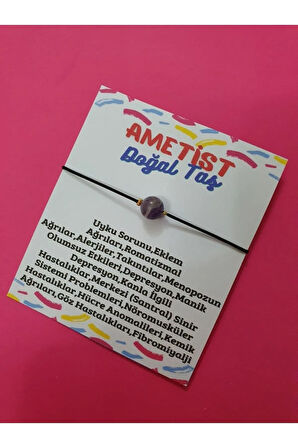 AMETİST
Doğal Taş
Uyku Sorunu,Eklem
Ağrıları,Romatizmal
Ağrılar,Alerjiler,Takıntılar,Menopozun
Olumsuz Etkileri,Depresyon,Manik
Depresyon,Kanla İlgili
Hastalıklar,Merkezi (Santral) Sinir
Sistemi Problemleri,Nöromusküler
Hastalıklar,Hücre Anomalileri,Kemik
Ağrıları,Göz Hastalıkları,Fibromiyalji